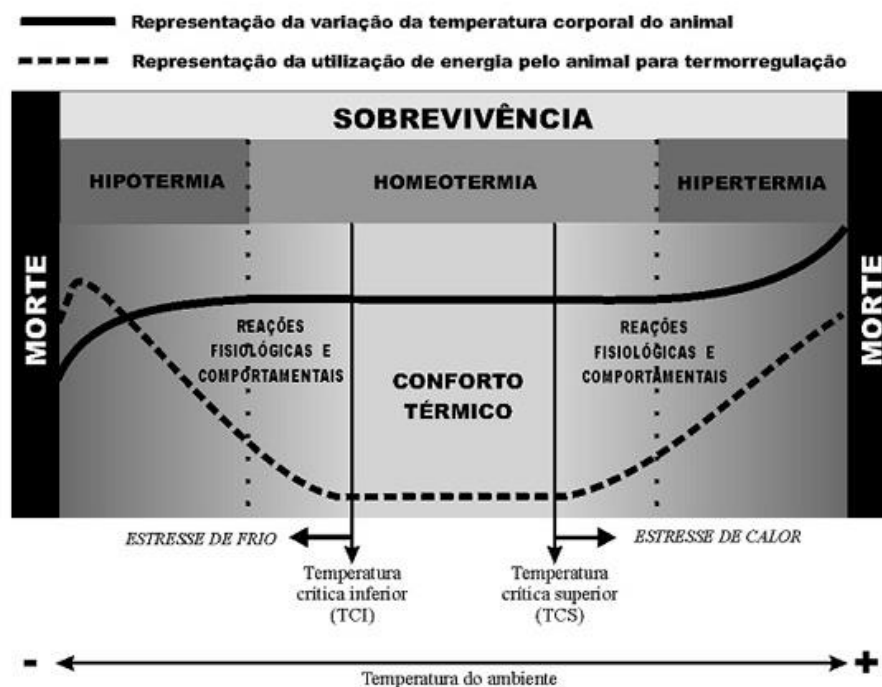 Representação da variação da temperatura corporal do animal
Representação da utilização de energia pelo animal para termorregulação
SOBREVIVÊNCIA
HIPOTERMIA
HOMEOTERMIA
HIPERTERMIA
MORTE
MORTE
REAÇÕES
FISIOLÓGICAS E
COMPORTAMENTAIS
CONFORTO
TÉRMICO
REAÇÕES
FISIOLÓGICAS E
COMPORTAMENTAIS
ESTRESSE DE FRIO
ESTRESSE DE CALOR
Temperatura
crítica inferior
(TCI)
Temperatura
crítica superior
(TCS)
- +
Temperatura do ambiente